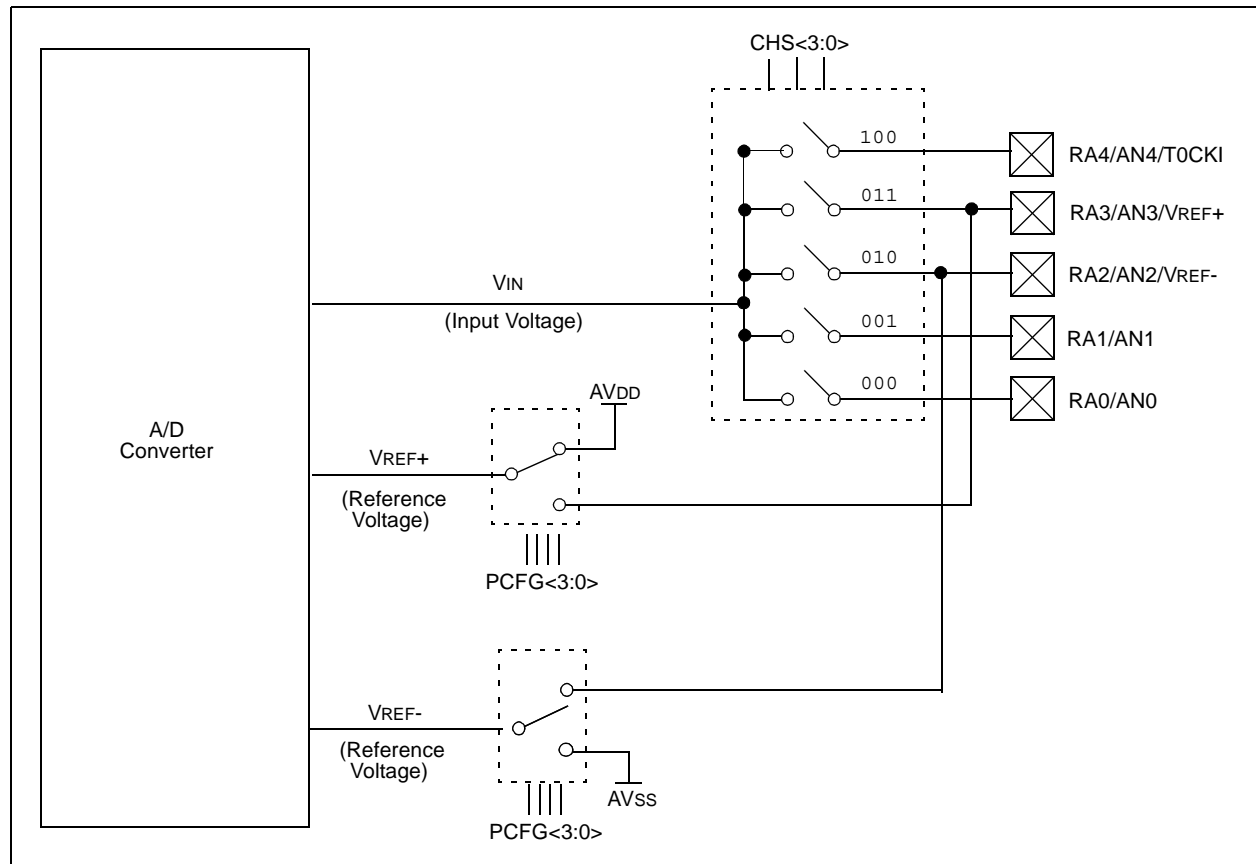 CHS<3:0>
100
RA4/AN4/T0CKI
011
RA3/AN3/VREF+
010
RA2/AN2/VREF-
VIN
(Input Voltage)
001
RA1/AN1
000
RA0/AN0
AVDD
A/D
Converter
VREF+
(Reference
Voltage)
PCFG<3:0>
VREF-
(Reference
Voltage)
AVSS
PCFG<3:0>